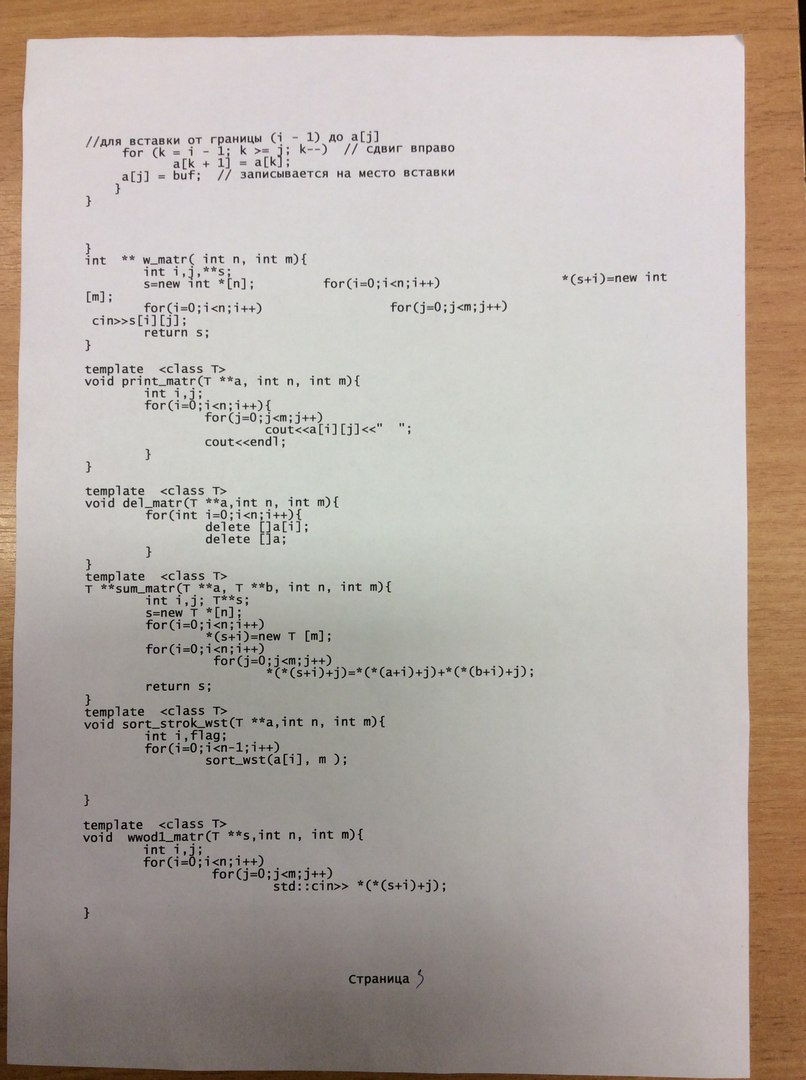 //для вставки от границы (i - 1) до a[j]
for (k = i - 1; k >= j; k--)  // сдвиг вправо
a[k + 1] = a[k];
a[j] = buf;  // записывается на место вставки
}
}
}
int  ** w_matr( int n, int m){
int i,j,**s;
s=new int *[n];         for(i=0;i<n;i++)                *(s+i)=new int
[m];
for(i=0;i<n;i++)                 for(j=0;j<m;j++)
cin>>s[i][j];
return s;
}
template  <class T>
void print_matr(T **a, int n, int m){
int i,j;
for(i=0;i<n;i++){
for(j=0;j<m;j++)
cout<<a[i][j]<<"  ";
cout<<endl;
}
}
template  <class T>
void del_matr(T **a,int n, int m){
for(int i=0;i<n;i++){
delete []a[i];
delete []a;
}
}
template  <class T>
T **sum_matr(T **a, T **b, int n, int m){
int i,j; T**s;
s=new T *[n];
for(i=0;i<n;i++)
*(s+i)=new T [m];
for(i=0;i<n;i++)
for(j=0;j<m;j++)
*(*(s+i)+j)=*(*(a+i)+j)+*(*(b+i)+j);
return s;
}
template  <class T>
void sort_strok_wst(T **a,int n, int m){
int i,flag;
for(i=0;i<n-1;i++)
sort_wst(a[i], m );
}
template  <class T>
void  wwod1_matr(T **s,int n, int m){
int i,j;
for(i=0;i<n;i++)
for(j=0;j<m;j++)
std::cin>> *(*(s+i)+j);
}
Страница 3